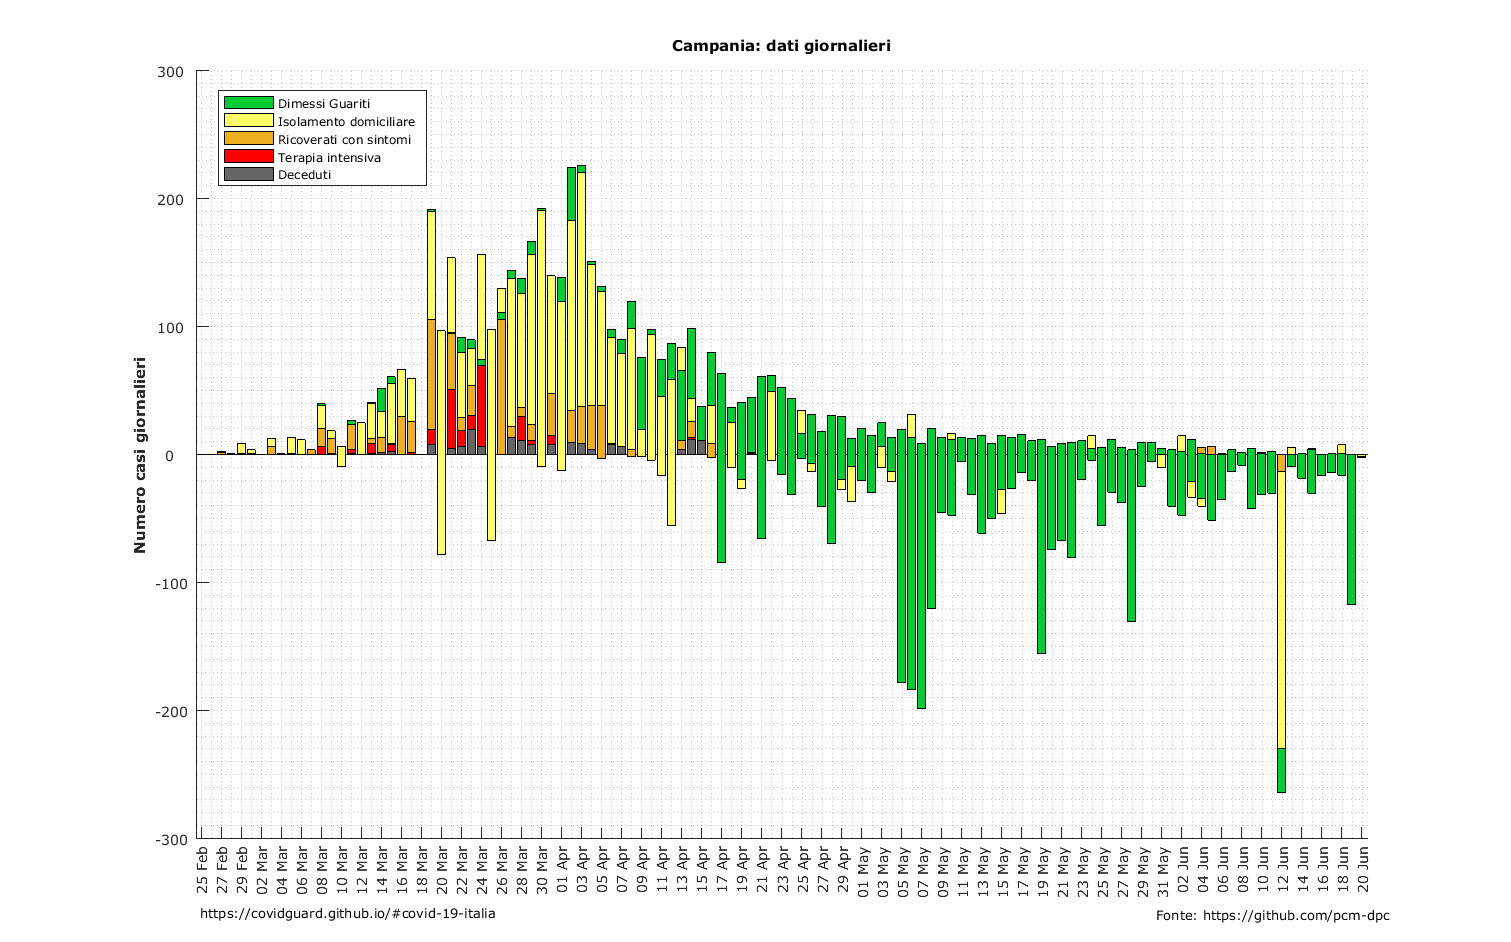 Campania: dati giornalieri
Numero casi giornalieri
300
200
100
0
-100
-200
-300
Dimessi Guariti
Isolamento domiciliare
Ricoverati con sintomi
Terapia intensiva
Deceduti
25 Feb
27 Feb
29 Feb
02 Mar
04 Mar
06 Mar
08 Mar
10 Mar
12 Mar
14 Mar
16 Mar
18 Mar
20 Mar
22 Mar
24 Mar
26 Mar
28 Mar
30 Mar
01 Apr
03 Apr
05 Apr
07 Apr
09 Apr
11 Apr
13 Apr
15 Apr
17 Apr
19 Apr
21 Apr
23 Apr
25 Apr
27 Apr
29 Apr
01 May
03 May
05 May
07 May
09 May
11 May
13 May
15 May
17 May
19 May
21 May
23 May
25 May
27 May
29 May
31 May
02 Jun
04 Jun
06 Jun
08 Jun
10 Jun
12 Jun
14 Jun
16 Jun
18 Jun
20 Jun
https://covidguard.github.io/#covid-19-italia
Fonte: https://github.com/pcm-dpc